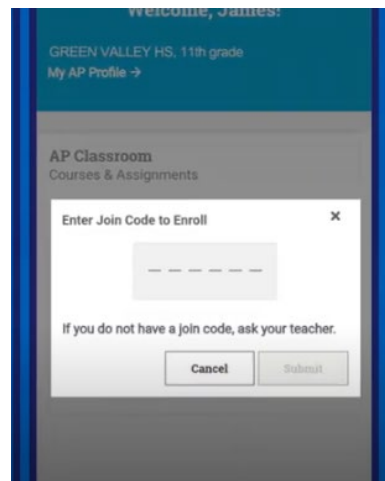 Welcome, James!
GREEN VALLEY HS, 11th grade
My AP Profile →
AP Classroom
Courses & Assignments
Enter Join Code to Enroll ×
_ _ _ _ _ _
If you do not have a join code, ask your teacher.
Cancel Submit